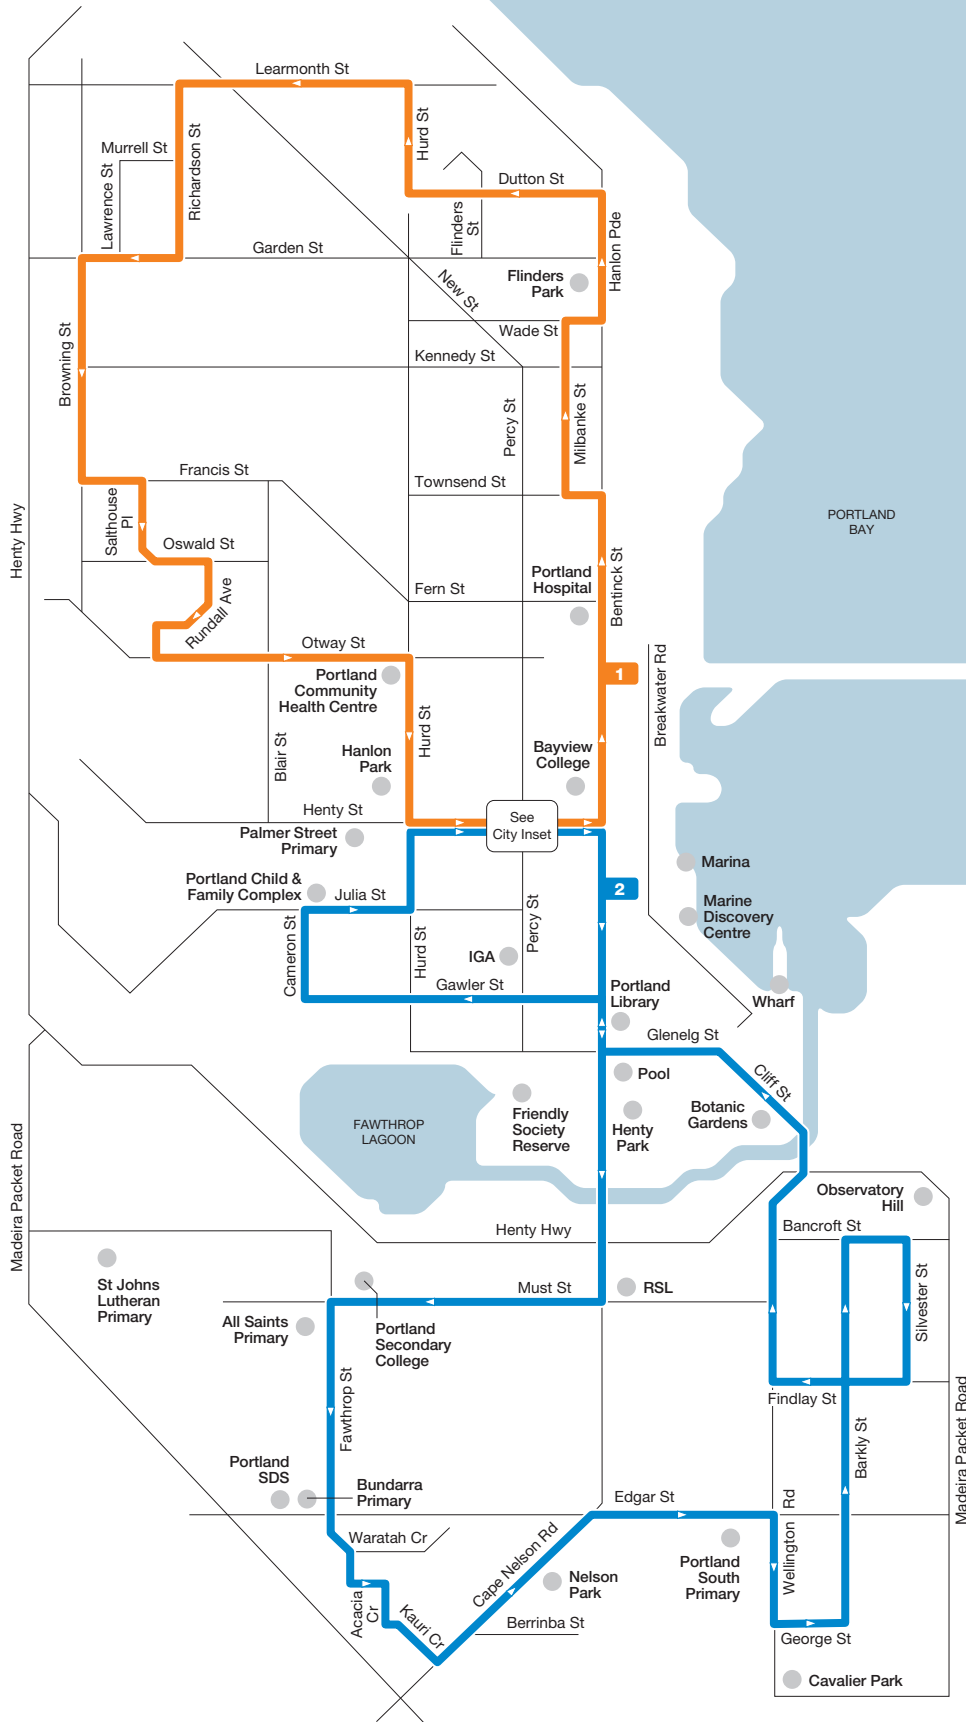 Learmonth St
Hurd St
Richardson St
Murrell St
Lawrence St
Dutton St
Flinders
St
Hanlon Pde
Garden St
New St
Flinders
Park
Wade St
Browning St
Kennedy St
Milbanke St
Percy St
Francis St
Townsend St
Salthouse
Pl
Henty Hwy
PORTLAND
BAY
Oswald St
Portland
Hospital
Bentinck St
Fern St
Rundall Ave
Otway St
Portland
Community
Health Centre
1
Breakwater Rd
Hurd St
Blair St
Hanlon
Park
Bayview
College
Henty St
See
City Inset
Palmer Street
Primary
Marina
Portland Child &
Family Complex
Julia St
2
Marine
Discovery
Centre
Cameron St
Hurd St
Percy St
IGA
Gawler St
Portland
Library
Wharf
Glenelg St
Pool
Cliff St
Friendly
Society
Reserve
Henty
Park
Botanic
Gardens
FAWTHROP
LAGOON
Madeira Packet Road
Observatory
Hill
Henty Hwy
Bancroft St
St Johns
Lutheran
Primary
Must St
RSL
Silvester St
All Saints
Primary
Portland
Secondary
College
Fawthrop St
Findlay St
Madeira Packet Road
Barkly St
Portland
SDS
Bundarra
Primary
Edgar St
Wellington Rd
Waratah Cr
Cape Nelson Rd
Portland
South
Primary
Nelson
Park
Acacia
Cr
Kauri Cr
Berrinba St
George St
Cavalier Park